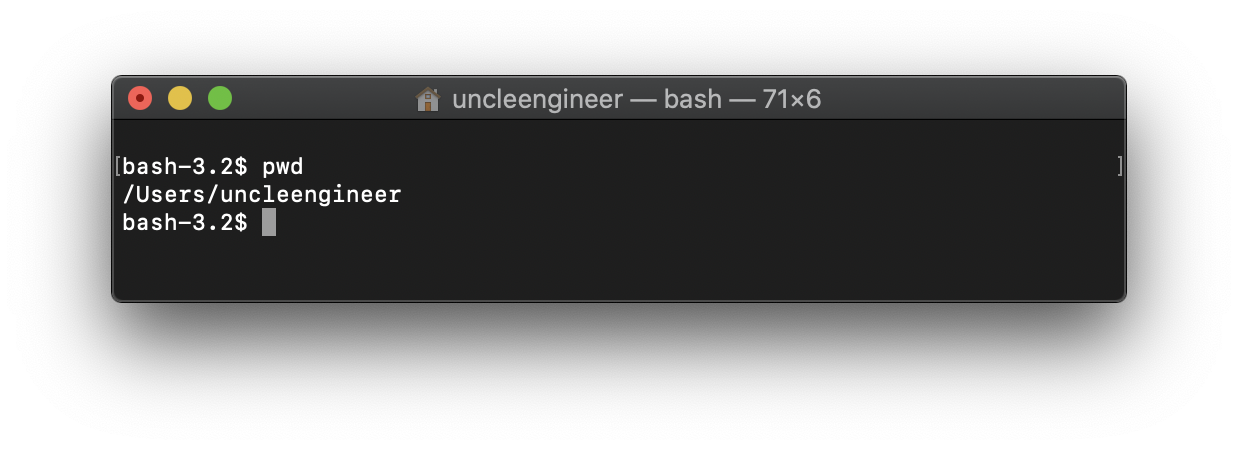 uncleengineer — bash — 71×6
[bash-3.2$ pwd ]
/Users/uncleengineer
bash-3.2$